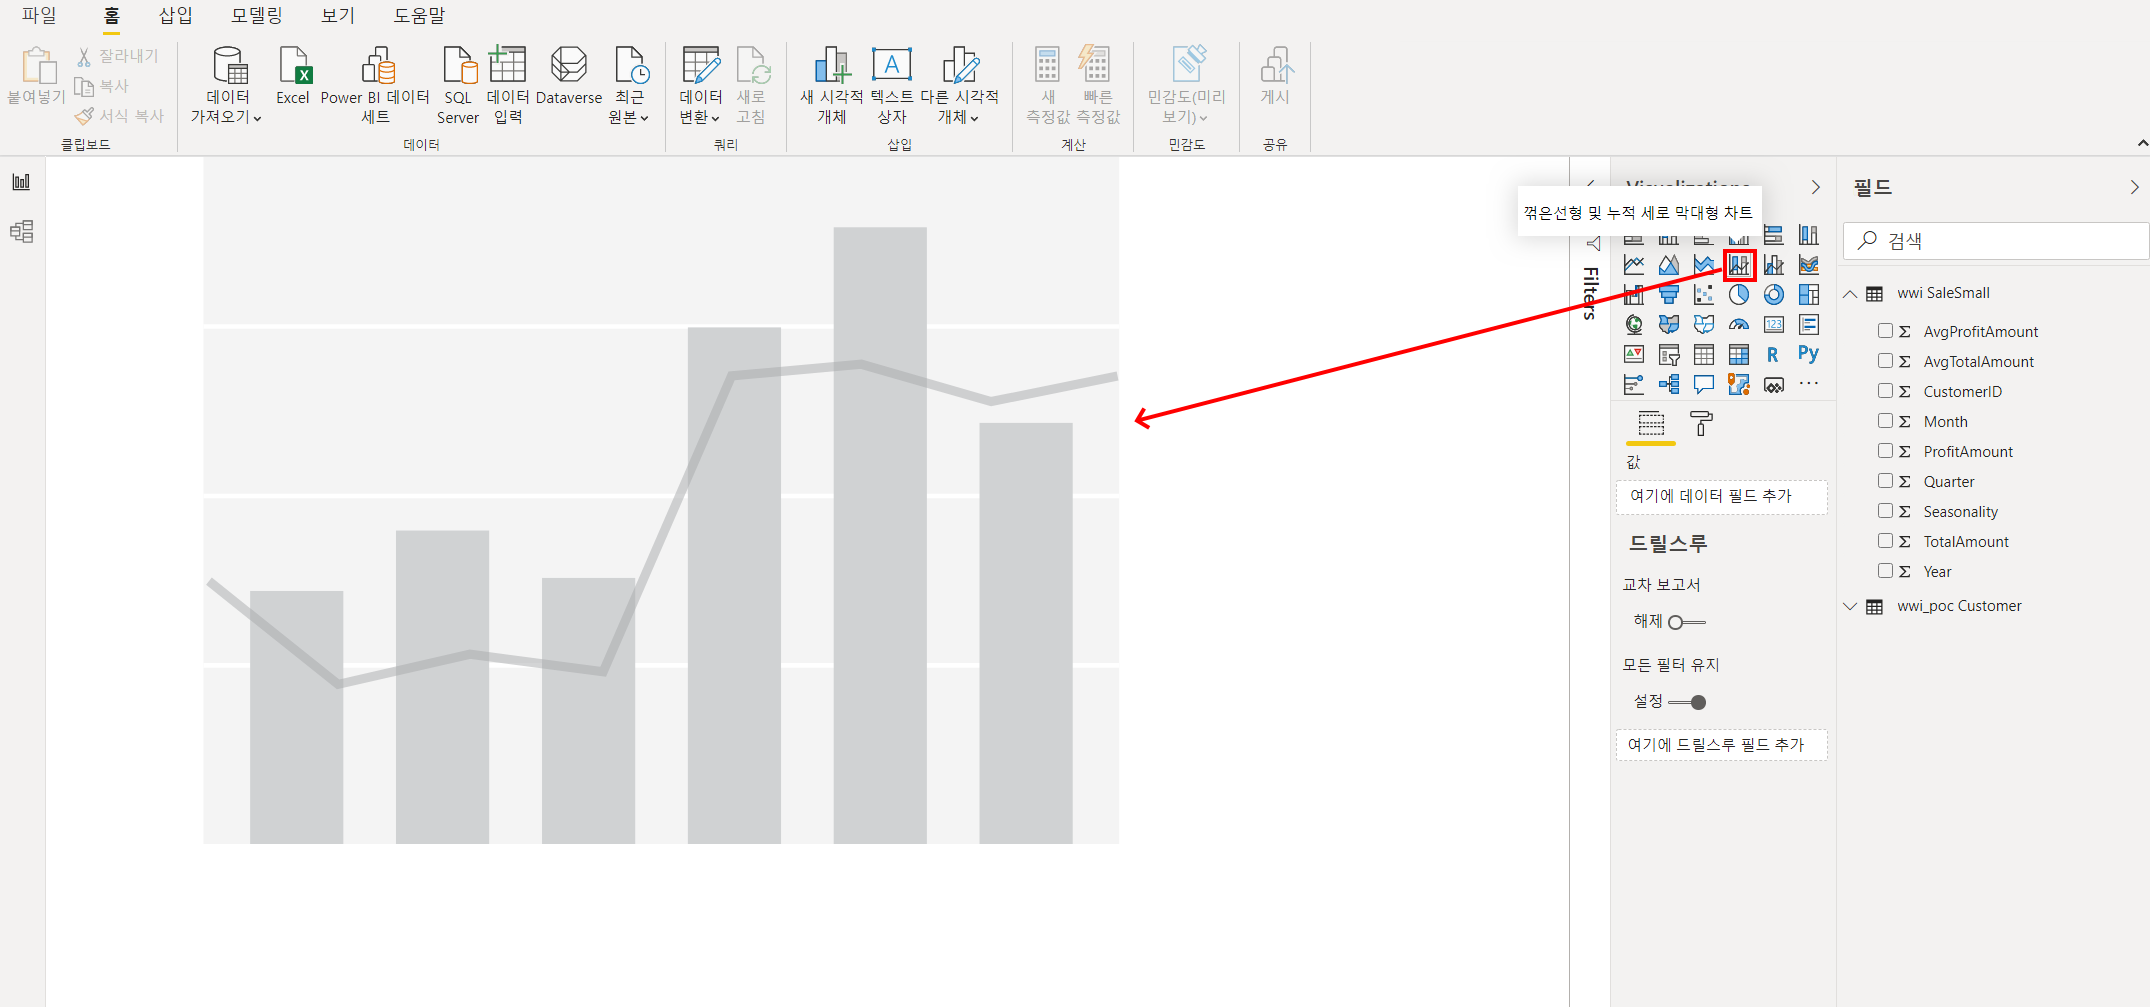 파일
홈
삽입
모델링
보기
도움말
붙여넣기
잘라내기
복사
서식 복사
클립보드
데이터
가져오기
Excel
Power BI 데이터
세트
SQL
Server
데이터
입력
Dataverse
최근
원본
데이터
데이터
변환
새로
고침
쿼리
새 시각적
개체
텍스트
상자
다른 시각적
개체
삽입
새
측정값
빠른
측정값
계산
민감도(미리
보기)
민감도
게시
공유
Filters
Visualizations
꺾은선형 및 누적 세로 막대형 차트
123
R
Py
값
여기에 데이터 필드 추가
드릴스루
교차 보고서
해제
모든 필터 유지
설정
여기에 드릴스루 필드 추가
필드
검색
wwi SaleSmall
AvgProfitAmount
AvgTotalAmount
CustomerID
Month
ProfitAmount
Quarter
Seasonality
TotalAmount
Year
wwi_poc Customer